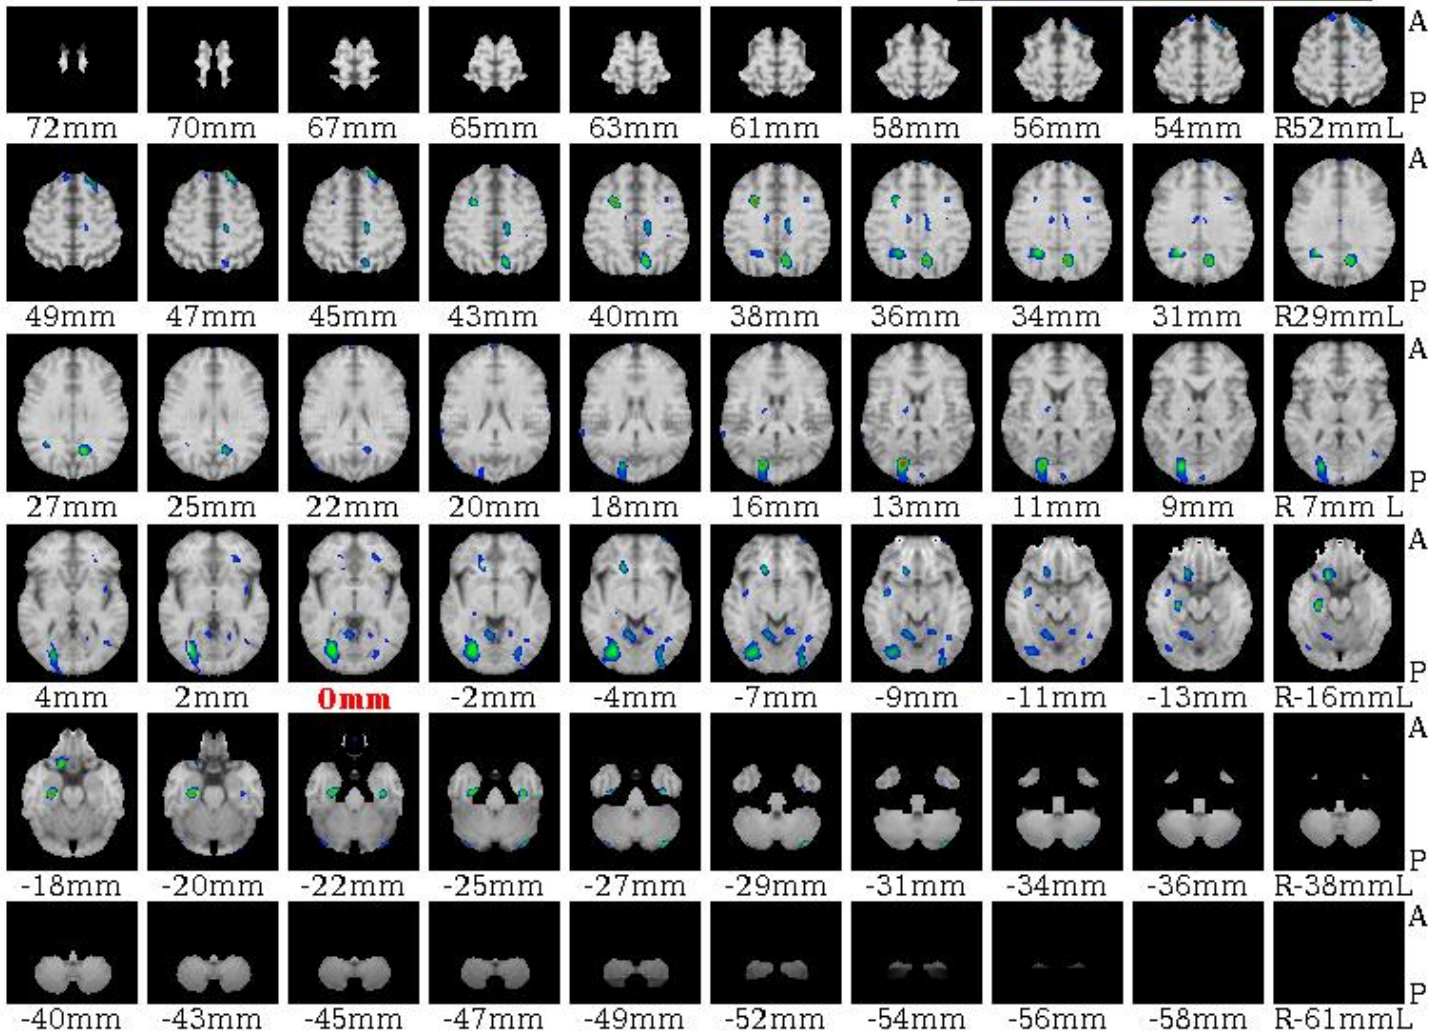 A
P
72mm 70mm 67mm 65mm 63mm 61mm 58mm 56mm 54mm R52mmL
A
P
49mm 47mm 45mm 43mm 40mm 38mm 36mm 34mm 31mm R29mmL
A
P
27mm 25mm 22mm 20mm 18mm 16mm 13mm 11mm 9mm R 7mm L
A
P
4mm 2mm 0mm -2mm -4mm -7mm -9mm -11mm -13mm R-16mmL
A
P
-18mm -20mm -22mm -25mm -27mm -29mm -31mm -34mm -36mm R-38mmL
A
P
-40mm -43mm -45mm -47mm -49mm -52mm -54mm -56mm -58mm R-61mmL